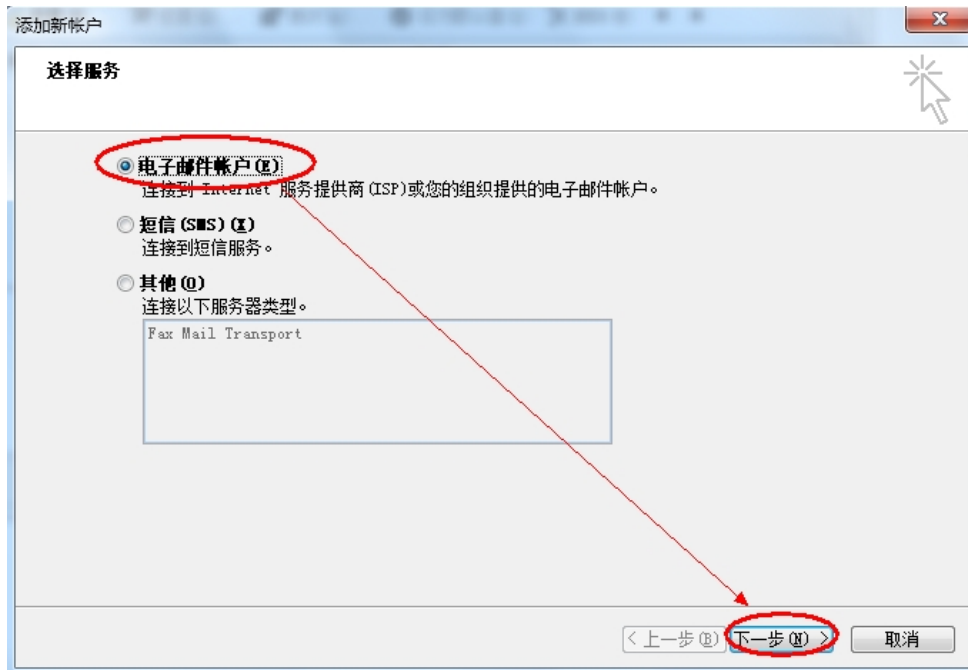 添加新帐户
选择服务
电子邮件帐户(E)
连接到 Internet 服务提供商(ISP)或您的组织提供的电子邮件帐户。
短信(SMS)(X)
连接到短信服务。
其他(O)
连接以下服务器类型。
Fax Mail Transport
< 上一步(B) 下一步(N) > 取消